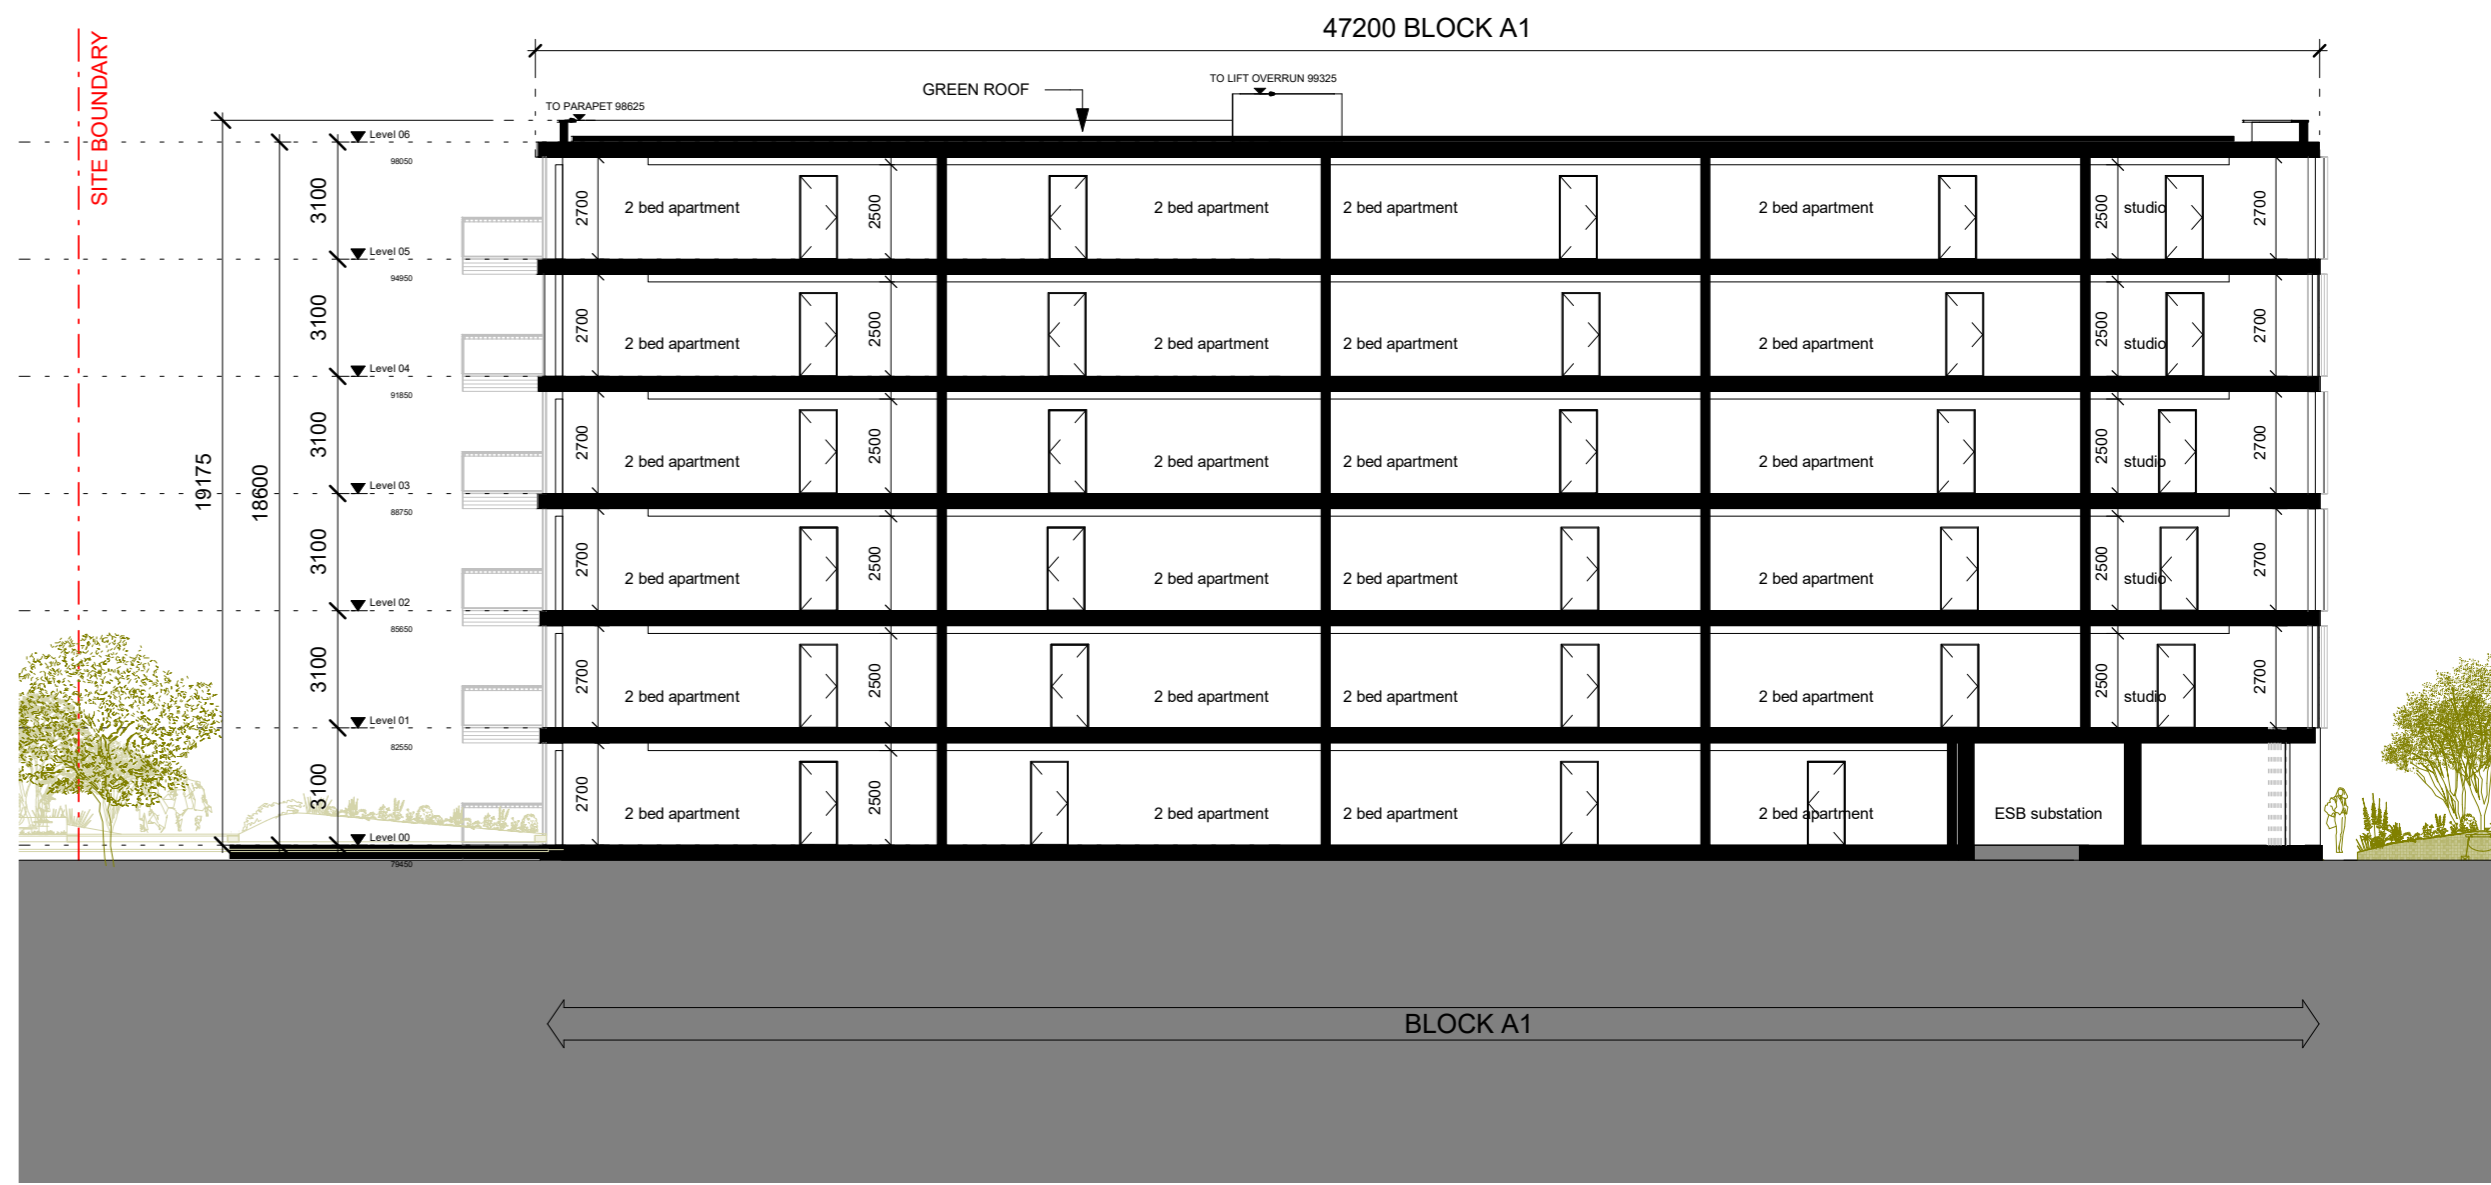 47200 BLOCK A1
SITE BOUNDARY
TO LIFT OVERRUN 99325
GREEN ROOF
TO PARAPET 98625
Level 06
98050
3100
2700
2 bed apartment
2500
2 bed apartment
2 bed apartment
2 bed apartment
2500
studio
2700
Level 05
94950
3100
2700
2 bed apartment
2500
2 bed apartment
2 bed apartment
2 bed apartment
2500
studio
2700
Level 04
91850
3100
2700
2 bed apartment
2500
2 bed apartment
2 bed apartment
2 bed apartment
2500
studio
2700
19175
18600
Level 03
88750
3100
2700
2 bed apartment
2500
2 bed apartment
2 bed apartment
2 bed apartment
2500
studio
2700
Level 02
85650
3100
2700
2 bed apartment
2500
2 bed apartment
2 bed apartment
2 bed apartment
2500
studio
2700
Level 01
82550
3100
2700
2 bed apartment
2500
2 bed apartment
2 bed apartment
2 bed apartment
ESB substation
Level 00
79450
BLOCK A1